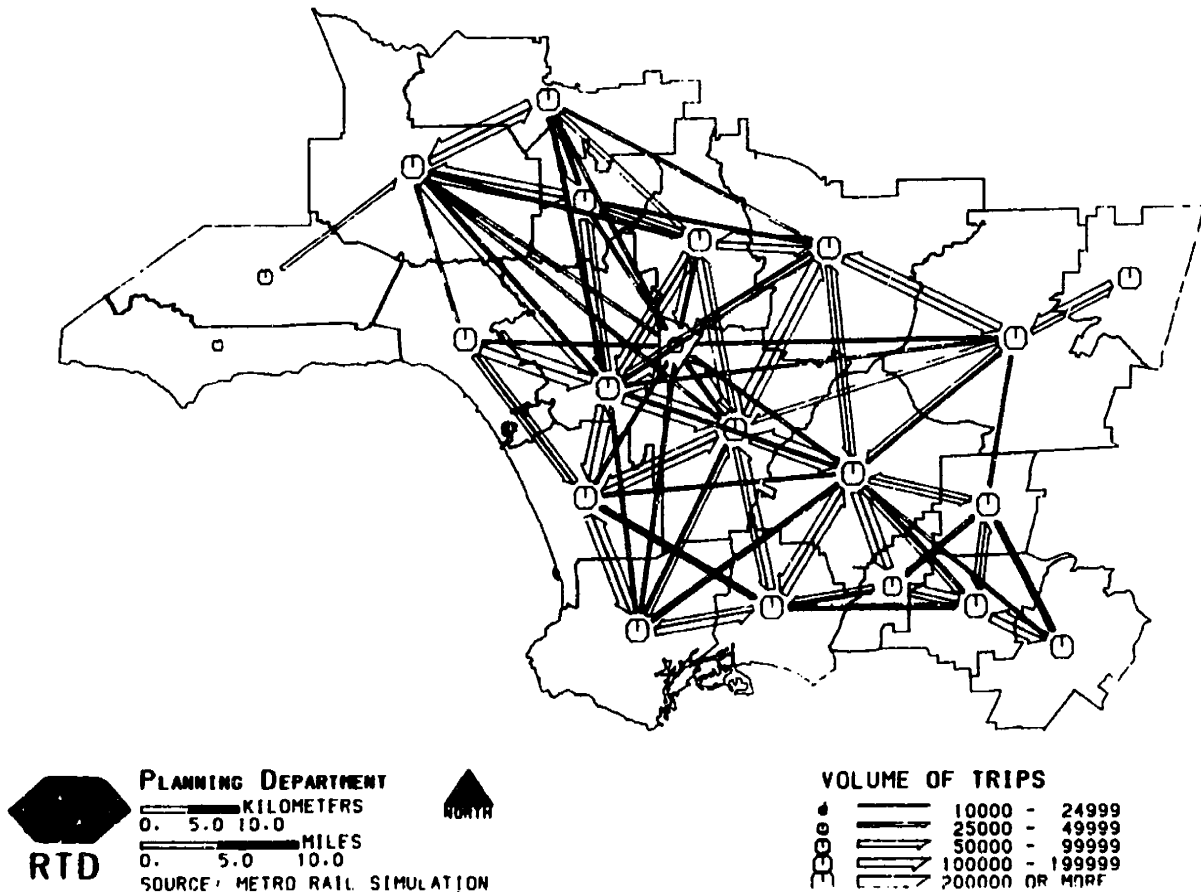 PLANNING DEPARTMENT
KILOMETERS
0. 5.0 10.0
MILES
0. 5.0 10.0
RTD
SOURCE: METRO RAIL SIMULATION
NORTH
VOLUME OF TRIPS
10000 - 24999
25000 - 49999
50000 - 99999
100000 - 199999
200000 OR MORE